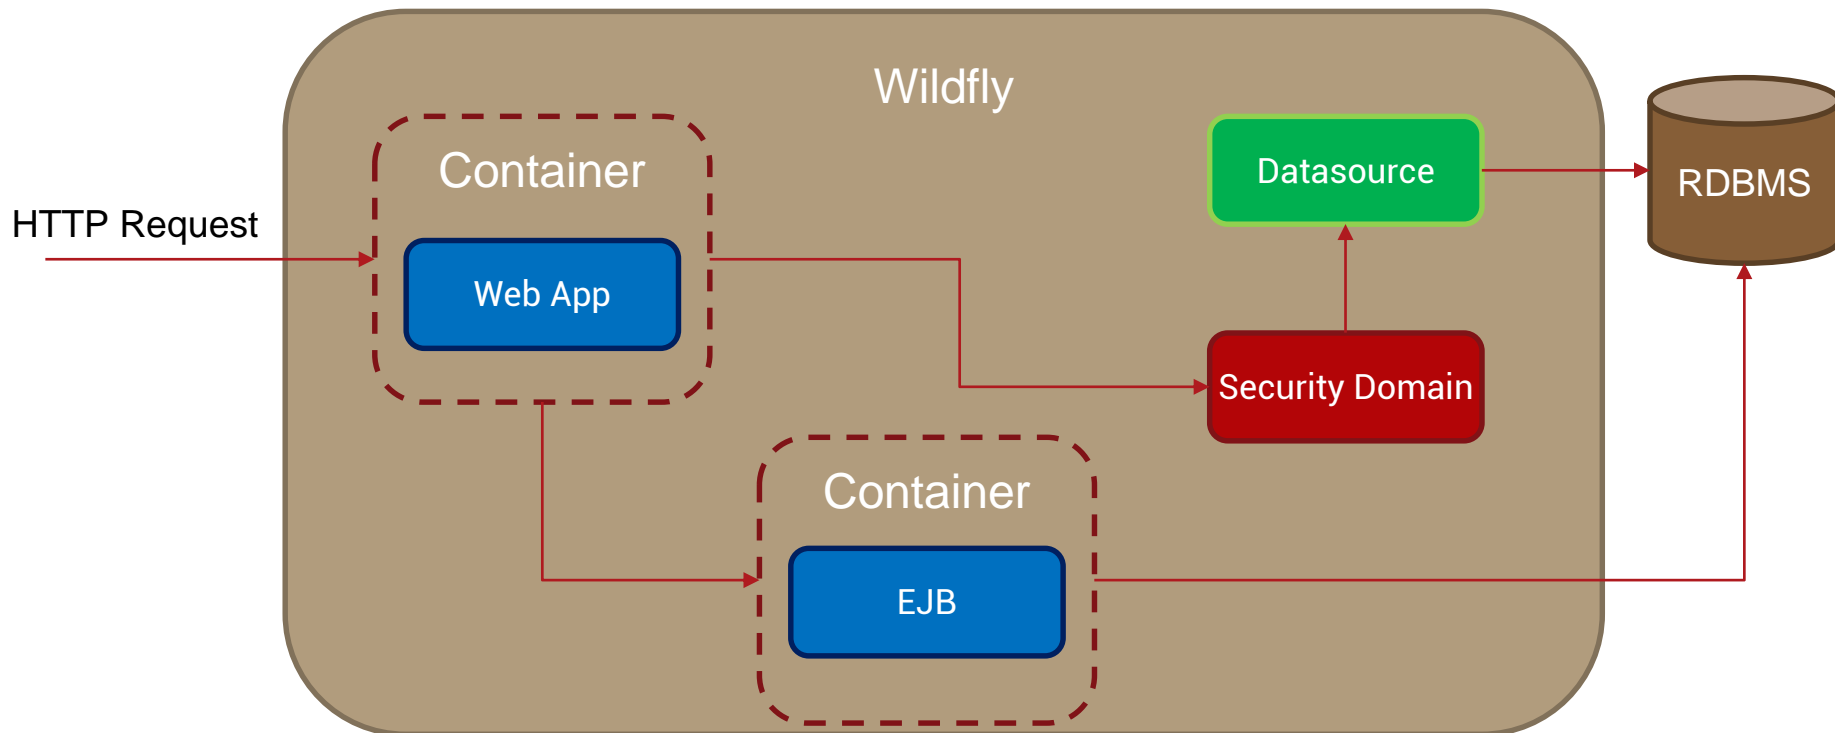 Wildfly
Container
Datasource
RDBMS
HTTP Request
Web App
Security Domain
Container
EJB